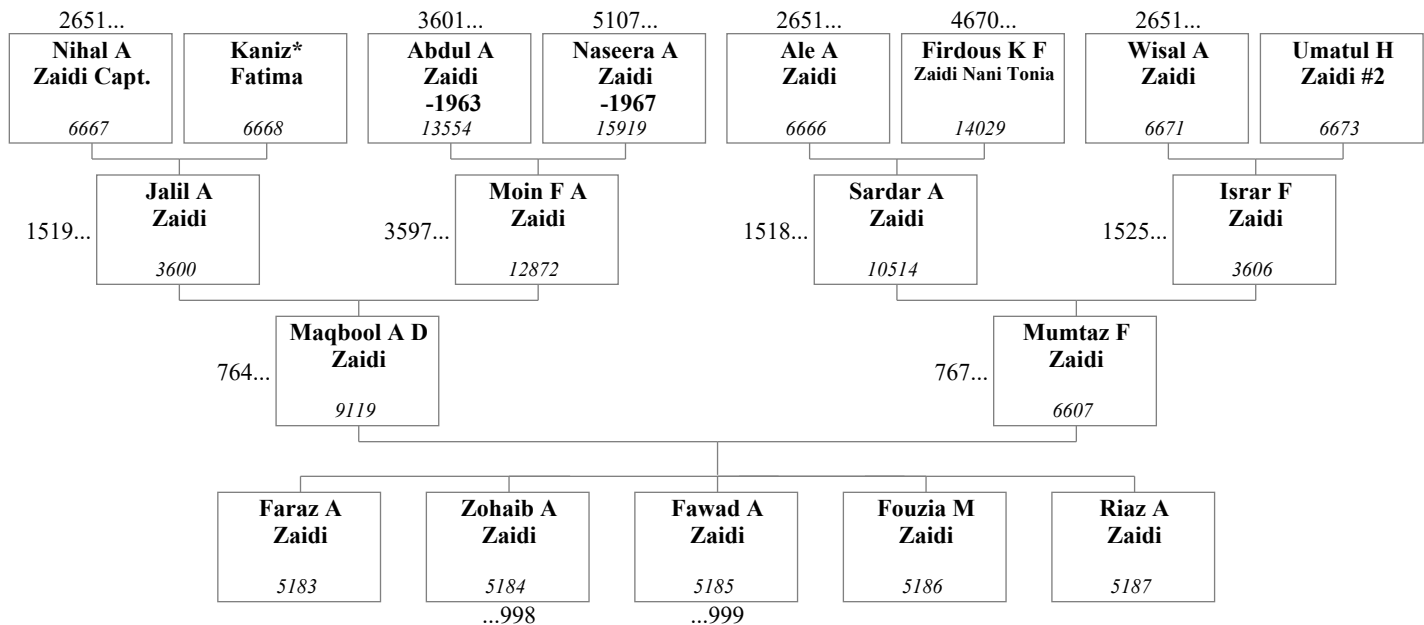 2651...
3601...
5107...
2651...
4670...
2651...
Nihal A
Zaidi Capt.
6667
Kaniz*
Fatima
6668
Abdul A
Zaidi
-1963
13554
Naseera A
Zaidi
-1967
15919
Ale A
Zaidi
6666
Firdous K F
Zaidi Nani Tonia
14029
Wisal A
Zaidi
6671
Umatul H
Zaidi #2
6673
1519...
Jalil A
Zaidi
3600
3597...
Moin F A
Zaidi
12872
1518...
Sardar A
Zaidi
10514
1525...
Israr F
Zaidi
3606
764...
Maqbool A D
Zaidi
9119
767...
Mumtaz F
Zaidi
6607
Faraz A
Zaidi
5183
Zohaib A
Zaidi
5184
...998
Fawad A
Zaidi
5185
...999
Fouzia M
Zaidi
5186
Riaz A
Zaidi
5187